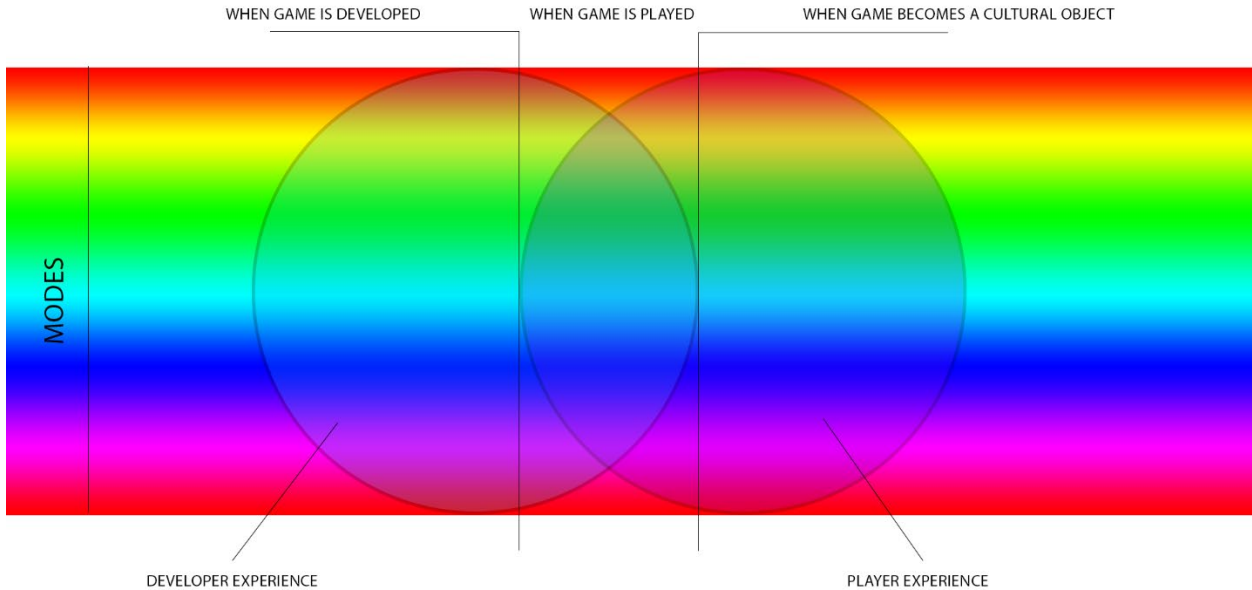 WHEN GAME IS DEVELOPED
WHEN GAME IS PLAYED
WHEN GAME BECOMES A CULTURAL OBJECT
MODES
DEVELOPER EXPERIENCE
PLAYER EXPERIENCE